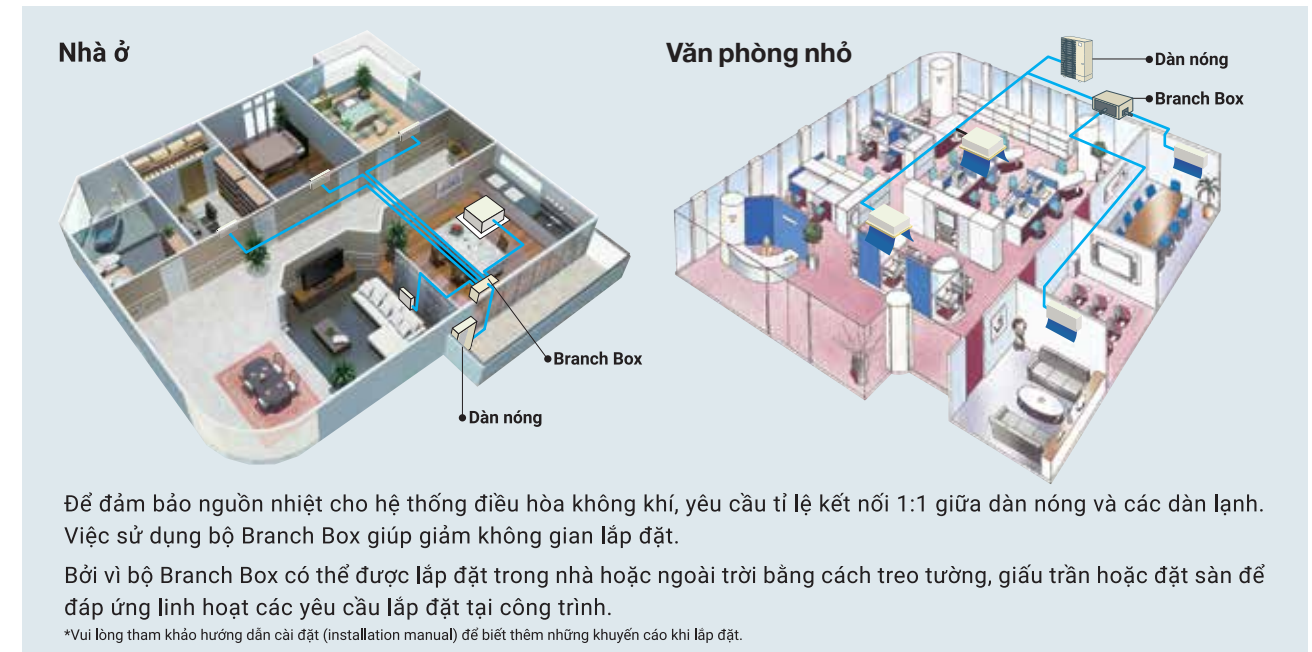 Nhà ở
Văn phòng nhỏ
Dàn nóng
Branch Box
Branch Box
Dàn nóng
Để đảm bảo nguồn nhiệt cho hệ thống điều hòa không khí, yêu cầu tỉ lệ kết nối 1:1 giữa dàn nóng và các dàn lạnh.
Việc sử dụng bộ Branch Box giúp giảm không gian lắp đặt.
Bởi vì bộ Branch Box có thể được lắp đặt trong nhà hoặc ngoài trời bằng cách treo tường, giấu trần hoặc đặt sàn để
đáp ứng linh hoạt các yêu cầu lắp đặt tại công trình.
*Vui lòng tham khảo hướng dẫn cài đặt (installation manual) để biết thêm những khuyến cáo khi lắp đặt.